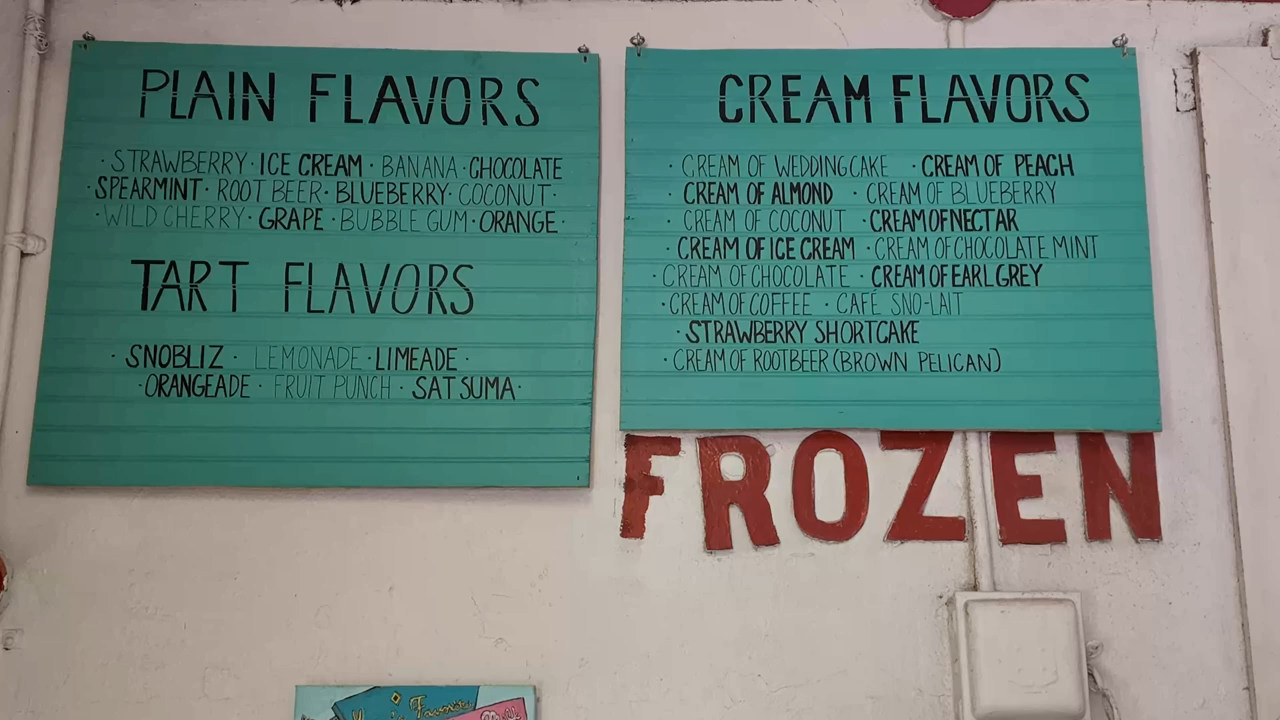 PLAIN FLAVORS
· STRAWBERRY · ICE CREAM · BANANA · CHOCOLATE
· SPEARMINT · ROOT BEER · BLUEBERRY · COCONUT ·
· WILD CHERRY · GRAPE · BUBBLE GUM · ORANGE ·
TART FLAVORS
· SNOBLIZ · LEMONADE · LIMEADE ·
· ORANGEADE · FRUIT PUNCH · SATSUMA ·
CREAM FLAVORS
· CREAM OF WEDDING CAKE · CREAM OF PEACH
· CREAM OF ALMOND · CREAM OF BLUEBERRY
· CREAM OF COCONUT · CREAM OF NECTAR
· CREAM OF ICE CREAM · CREAM OF CHOCOLATE MINT
· CREAM OF CHOCOLATE · CREAM OF EARL GREY
· CREAM OF COFFEE · CAFÉ SNO-LAIT
· STRAWBERRY SHORTCAKE
· CREAM OF ROOTBEER (BROWN PELICAN)
FROZEN